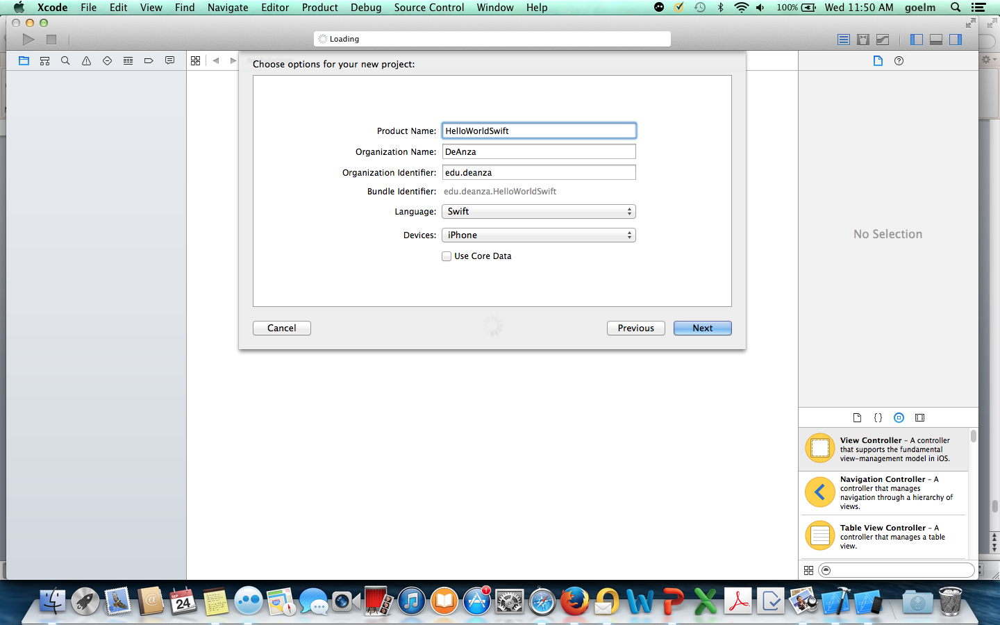 Xcode File Edit View Find Navigate Editor Product Debug Source Control Window Help 100% Wed 11:50 AM goelm
Loading
Choose options for your new project:
Product Name: HelloWorldSwift
Organization Name: DeAnza
Organization Identifier: edu.deanza
Bundle Identifier: edu.deanza.HelloWorldSwift
Language: Swift
Devices: iPhone
Use Core Data
Cancel Previous Next
No Selection
{}
View Controller - A controller
that supports the fundamental
view-management model in iOS.
Navigation Controller - A
controller that manages
navigation through a hierarchy of
views.
Table View Controller - A
controller that manages a table
view.
SEP
24
1